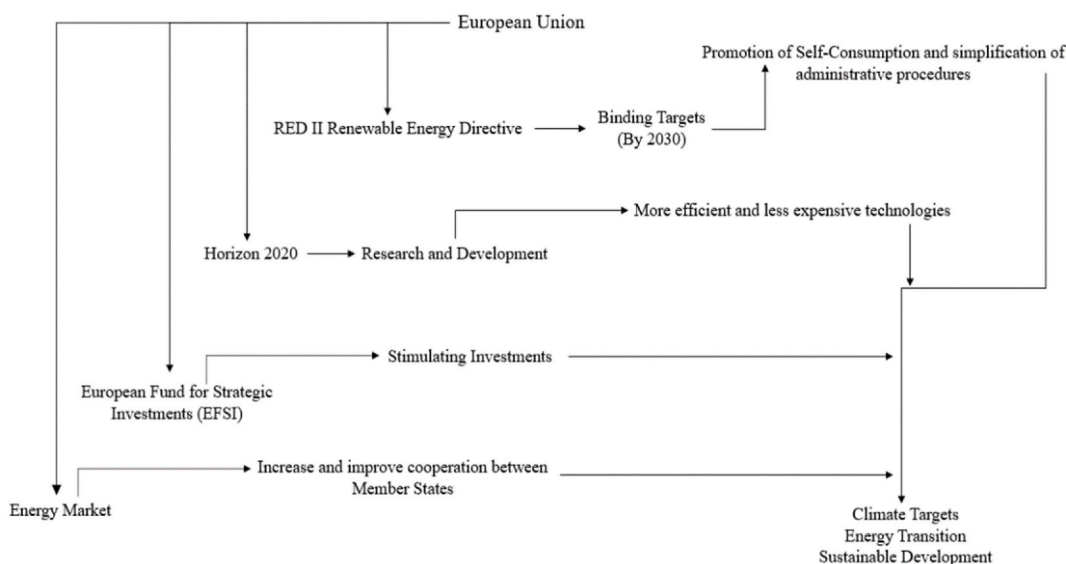 European Union
Promotion of Self-Consumption and simplification of
administrative procedures
RED II Renewable Energy Directive
Binding Targets
(By 2030)
More efficient and less expensive technologies
Horizon 2020
Research and Development
Stimulating Investments
European Fund for Strategic
Investments (EFSI)
Increase and improve cooperation between
Member States
Energy Market
Climate Targets
Energy Transition
Sustainable Development